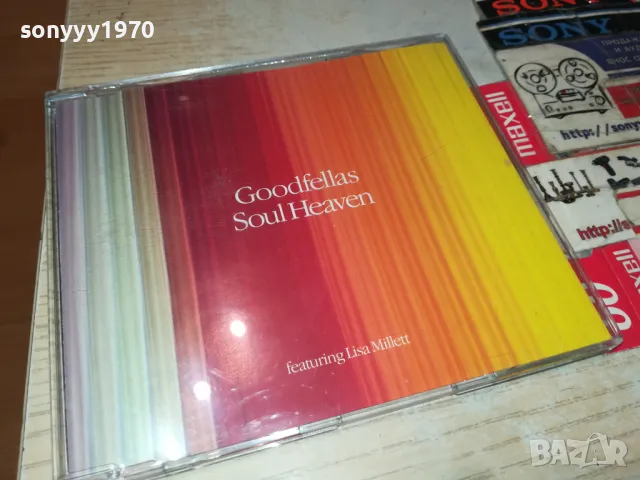 sonyyy1970
Goodfellas
Soul Heaven
featuring Lisa Millett
SONY
SONY
maxell
http://sony
http://s
maxell
BAZAR